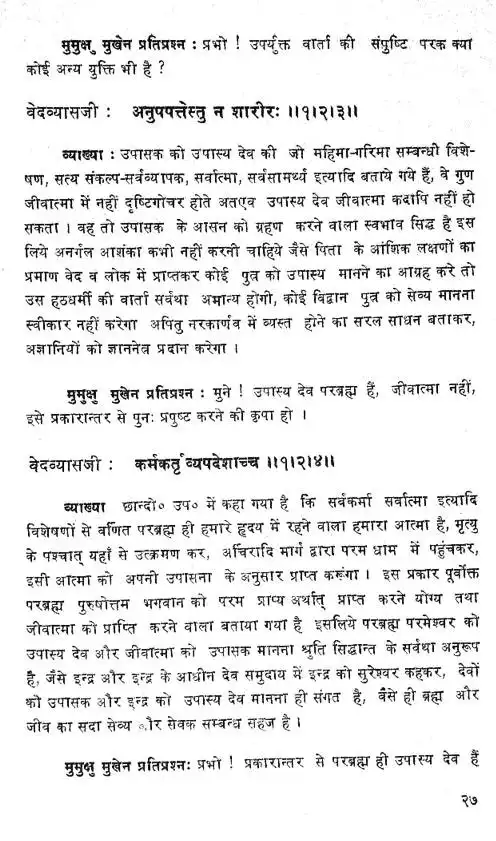 मुमुक्षु मुखेन प्रतिप्रश्न : प्रभो ! उपर्युक्त वार्ता की संपुष्टि परक क्या
कोई अन्य युक्ति भी है ?
वेदव्यासजी : अनुपपत्तेस्तु न शारीरः ।।१।२।३।।
व्याख्या : उपासक को उपास्य देव की जो महिमा-गरिमा सम्बन्धी विशे-
षण, सत्य संकल्प-सर्वव्यापक, सर्वात्मा, सर्वसामर्थ्य इत्यादि बताये गये हैं, वे गुण
जीवात्मा में नहीं दृष्टिगोचर होते अतएव उपास्य देव जीवात्मा कदापि नहीं हो
सकता । वह तो उपासक के आसन को ग्रहण करने वाला स्वभाव सिद्ध है इस
लिये अनर्गल आशंका कभी नहीं करनी चाहिये जैसे पिता के आंशिक लक्षणों का
प्रमाण वेद व लोक में प्राप्तकर कोई पुत्र को उपास्य मानने का आग्रह करे तो
उस हठधर्मी की वार्ता सर्वथा अमान्य होगी, कोई विद्वान पुत्र को सेव्य मानना
स्वीकार नहीं करेगा अपितु नरकार्णव में व्यस्त होने का सरल साधन बताकर,
अज्ञानियों को ज्ञाननेत्र प्रदान करेगा ।
मुमुक्षु मुखेन प्रतिप्रश्न : मुने ! उपास्य देव परब्रह्म हैं, जीवात्मा नहीं,
इसे प्रकारान्तर से पुनः प्रपुष्ट करने की कृपा हो ।
वेदव्यासजी : कर्मकर्तृ व्यपदेशाच्च ।।१।२।४।।
व्याख्या छान्दो० उप० में कहा गया है कि सर्वकर्मा सर्वात्मा इत्यादि
विशेषणों से वर्णित परब्रह्म ही हमारे हृदय में रहने वाला हमारा आत्मा है, मृत्यु
के पश्चात् यहाँ से उत्क्रमण कर, अर्चिरादि मार्ग द्वारा परम धाम में पहुंचकर,
इसी आत्मा को अपनी उपासना के अनुसार प्राप्त करूंगा । इस प्रकार पूर्वोक्त
परब्रह्म पुरुषोत्तम भगवान को परम प्राप्य अर्थात् प्राप्त करने योग्य तथा
जीवात्मा को प्राप्ति करने वाला बताया गया है इसलिये परब्रह्म परमेश्वर को
उपास्य देव और जीवात्मा को उपासक मानना श्रुति सिद्धान्त के सर्वथा अनुरूप
है, जैसे इन्द्र और इन्द्र के आधीन देव समुदाय में इन्द्र को सुरेश्वर कहकर, देवों
को उपासक और इन्द्र को उपास्य देव मानना ही संगत है, वैसे ही ब्रह्म और
जीव का सदा सेव्य और सेवक सम्बन्ध सहज है ।
मुमुक्षु मुखेन प्रतिप्रश्न: प्रभो ! प्रकारान्तर से परब्रह्म ही उपास्य देव हैं
२७